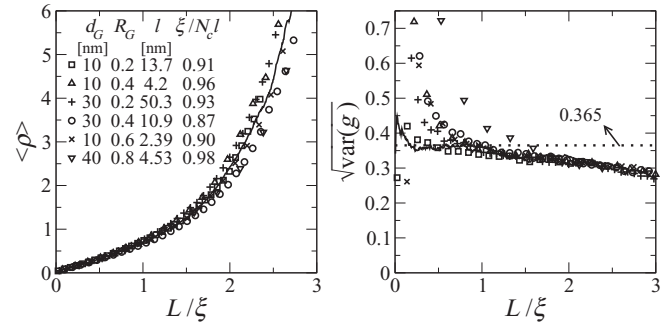 6
5
4
3
2
1
0
<ρ>
d_G R_G l ξ/N_c l
[nm] [nm]
10 0.2 13.7 0.91
10 0.4 4.2 0.96
30 0.2 50.3 0.93
30 0.4 10.9 0.87
10 0.6 2.39 0.90
40 0.8 4.53 0.98
0 1 2 3
L/ξ
0.7
0.6
0.5
0.4
0.3
0.2
0.1
0
√var(g)
0.365
0 1 2 3
L/ξ